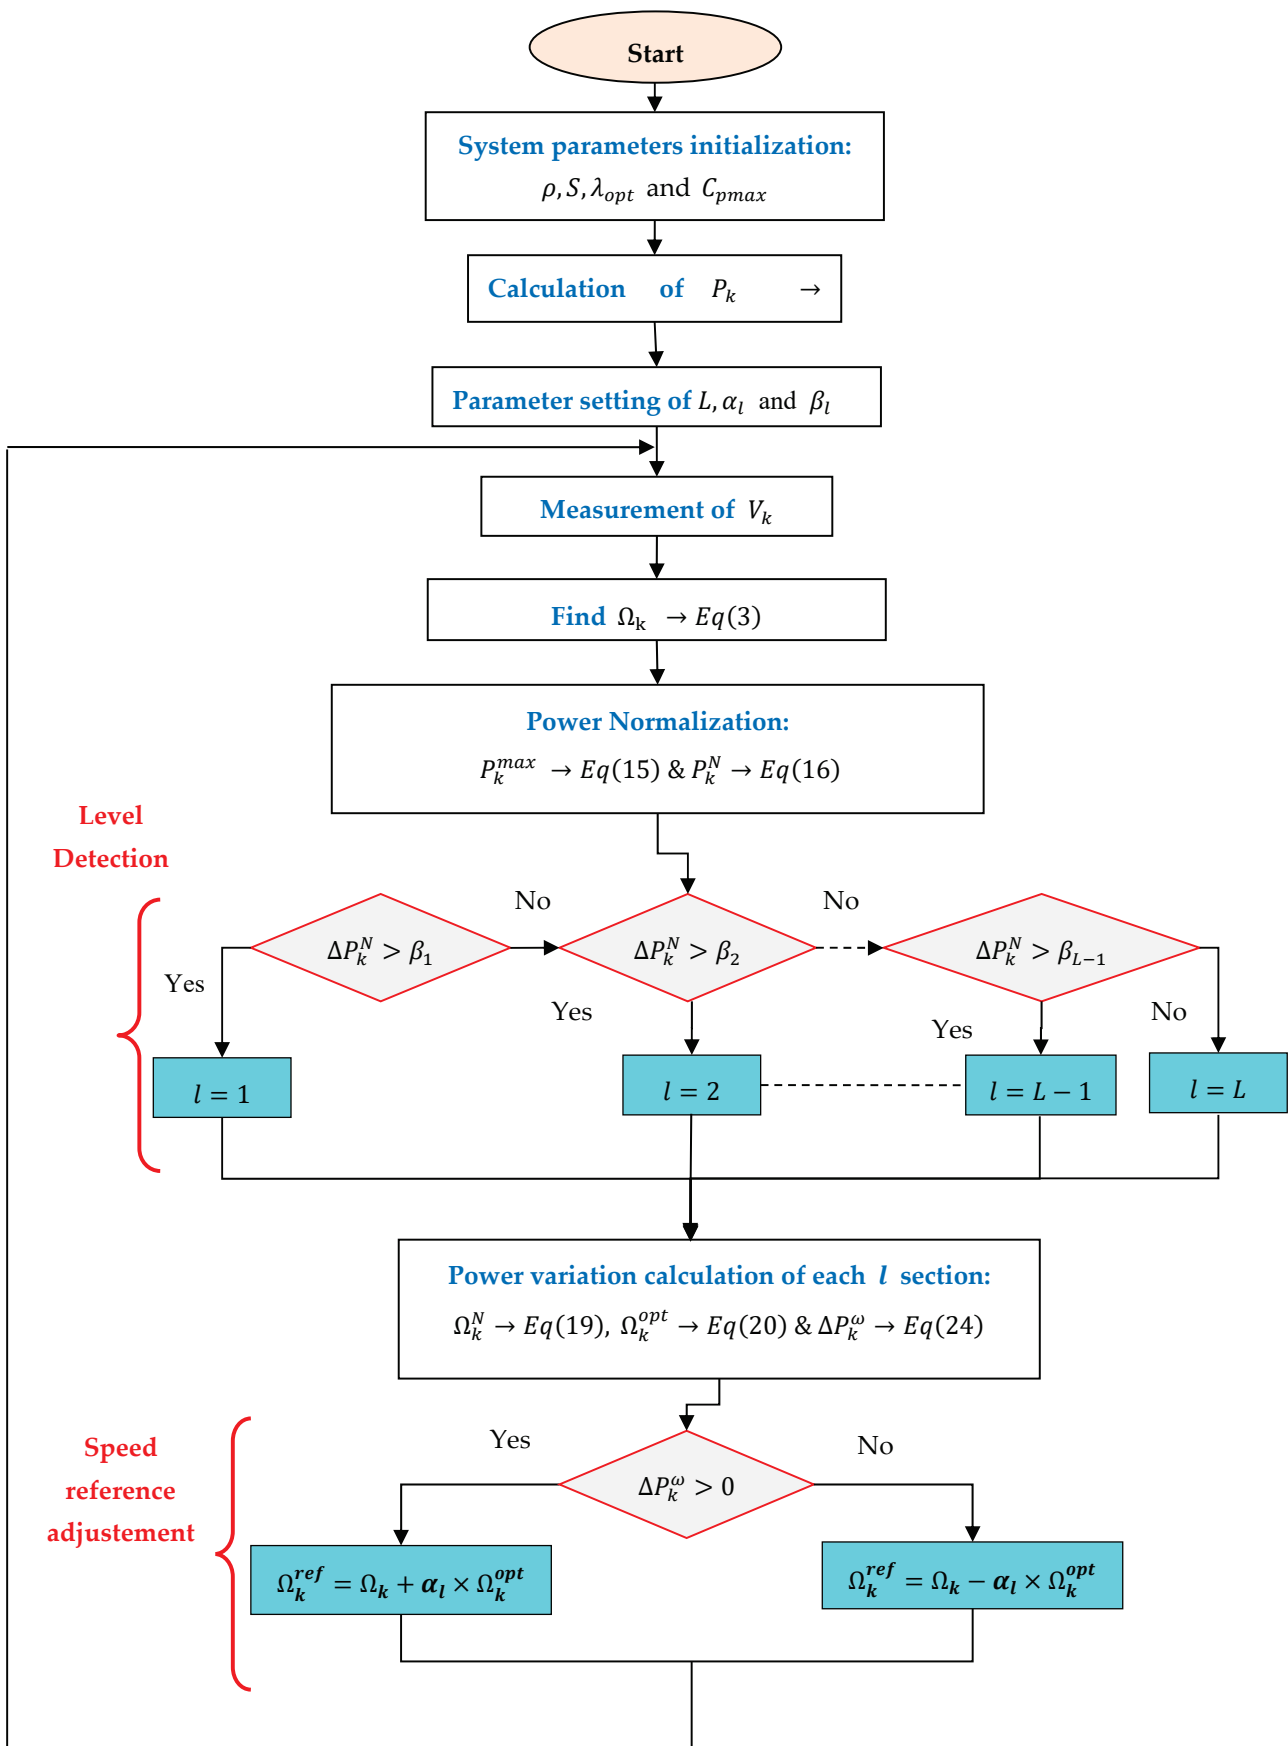 Start
System parameters initialization:
ρ, S, λ_opt and C_pmax
Calculation of P_k →
Parameter setting of L, α_l and β_l
Measurement of V_k
Find Ω_k → Eq(3)
Power Normalization:
P_k^max → Eq(15) & P_k^N → Eq(16)
Level
Detection
No
No
ΔP_k^N > β_1
ΔP_k^N > β_2
ΔP_k^N > β_{L−1}
Yes
Yes
Yes
No
l = 1
l = 2
l = L − 1
l = L
Power variation calculation of each l section:
Ω_k^N → Eq(19), Ω_k^opt → Eq(20) & ΔP_k^ω → Eq(24)
Speed
reference
adjustement
Yes
No
ΔP_k^ω > 0
Ω_k^ref = Ω_k + α_l × Ω_k^opt
Ω_k^ref = Ω_k − α_l × Ω_k^opt